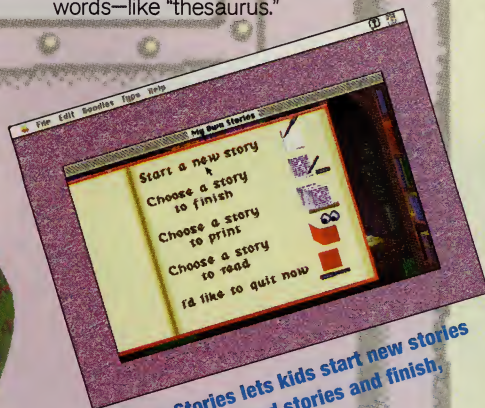 words—like "thesaurus."
File Edit Goodies Type Help
My Own Stories
Start a new story
Choose a story
to finish
Choose a story
to print
Choose a story
to read
I'd like to quit now
Stories lets kids start new stories
stories and finish,